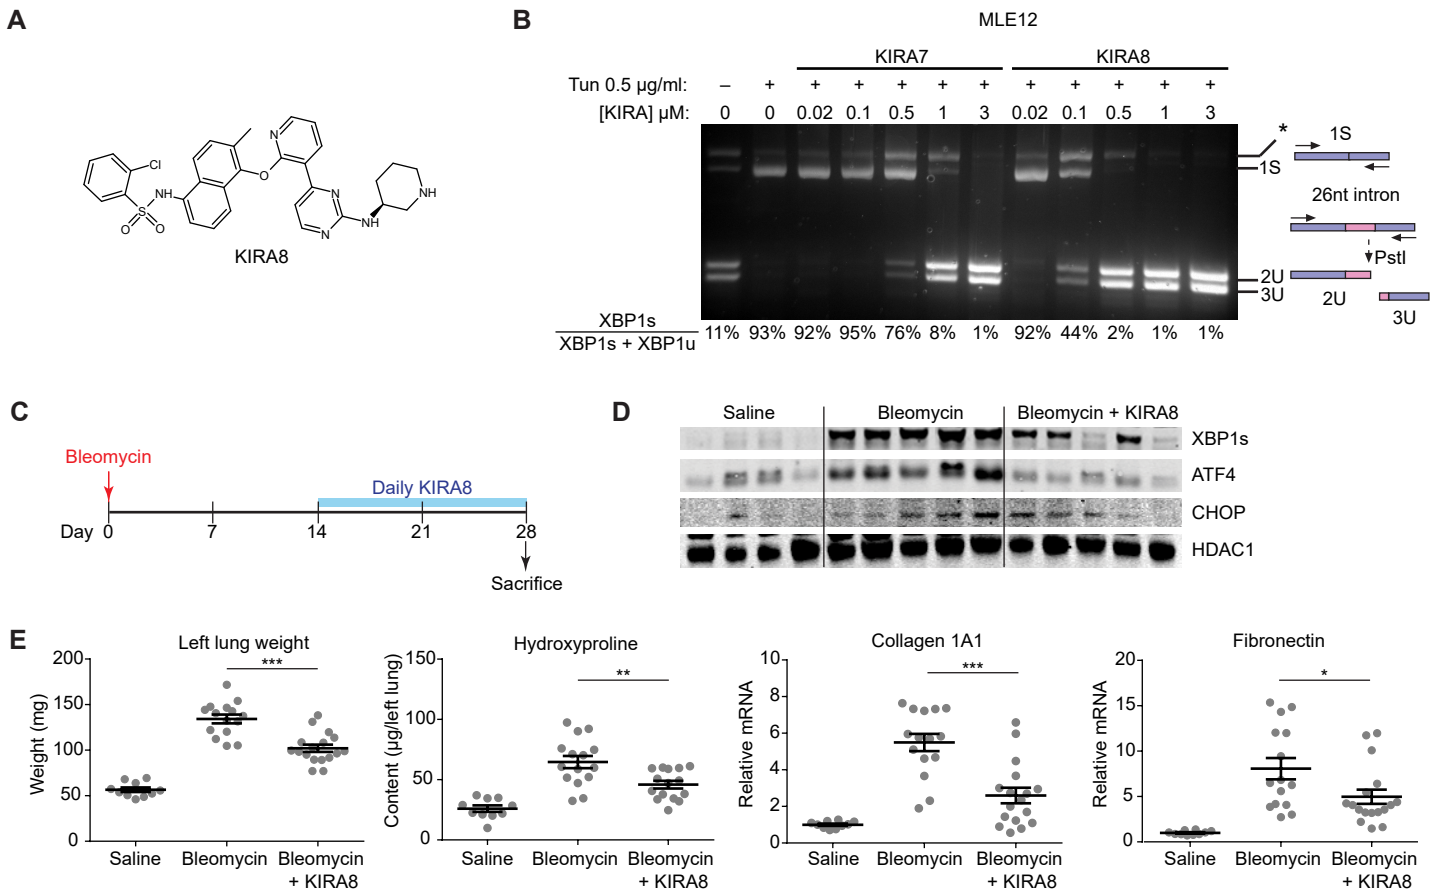 A
Cl
N
O
NH
S
O
O
N
N
NH
NH
KIRA8
B
MLE12
KIRA7 KIRA8
Tun 0.5 µg/ml: – + + + + + + + + + + +
[KIRA] µM: 0 0 0.02 0.1 0.5 1 3 0.02 0.1 0.5 1 3
*
1S
1S
26nt intron
PstI
2U
3U
2U
3U
XBP1s
XBP1s + XBP1u
11% 93% 92% 95% 76% 8% 1% 92% 44% 2% 1% 1%
C
Bleomycin
Daily KIRA8
Day 0 7 14 21 28
Sacrifice
D
Saline Bleomycin Bleomycin + KIRA8
XBP1s
ATF4
CHOP
HDAC1
E
Left lung weight
***
Weight (mg)
200
150
100
50
0
Saline Bleomycin Bleomycin
+ KIRA8
Hydroxyproline
**
Content (µg/left lung)
150
100
50
0
Saline Bleomycin Bleomycin
+ KIRA8
Collagen 1A1
***
Relative mRNA
10
8
6
4
2
0
Saline Bleomycin Bleomycin
+ KIRA8
Fibronectin
*
Relative mRNA
20
15
10
5
0
Saline Bleomycin Bleomycin
+ KIRA8